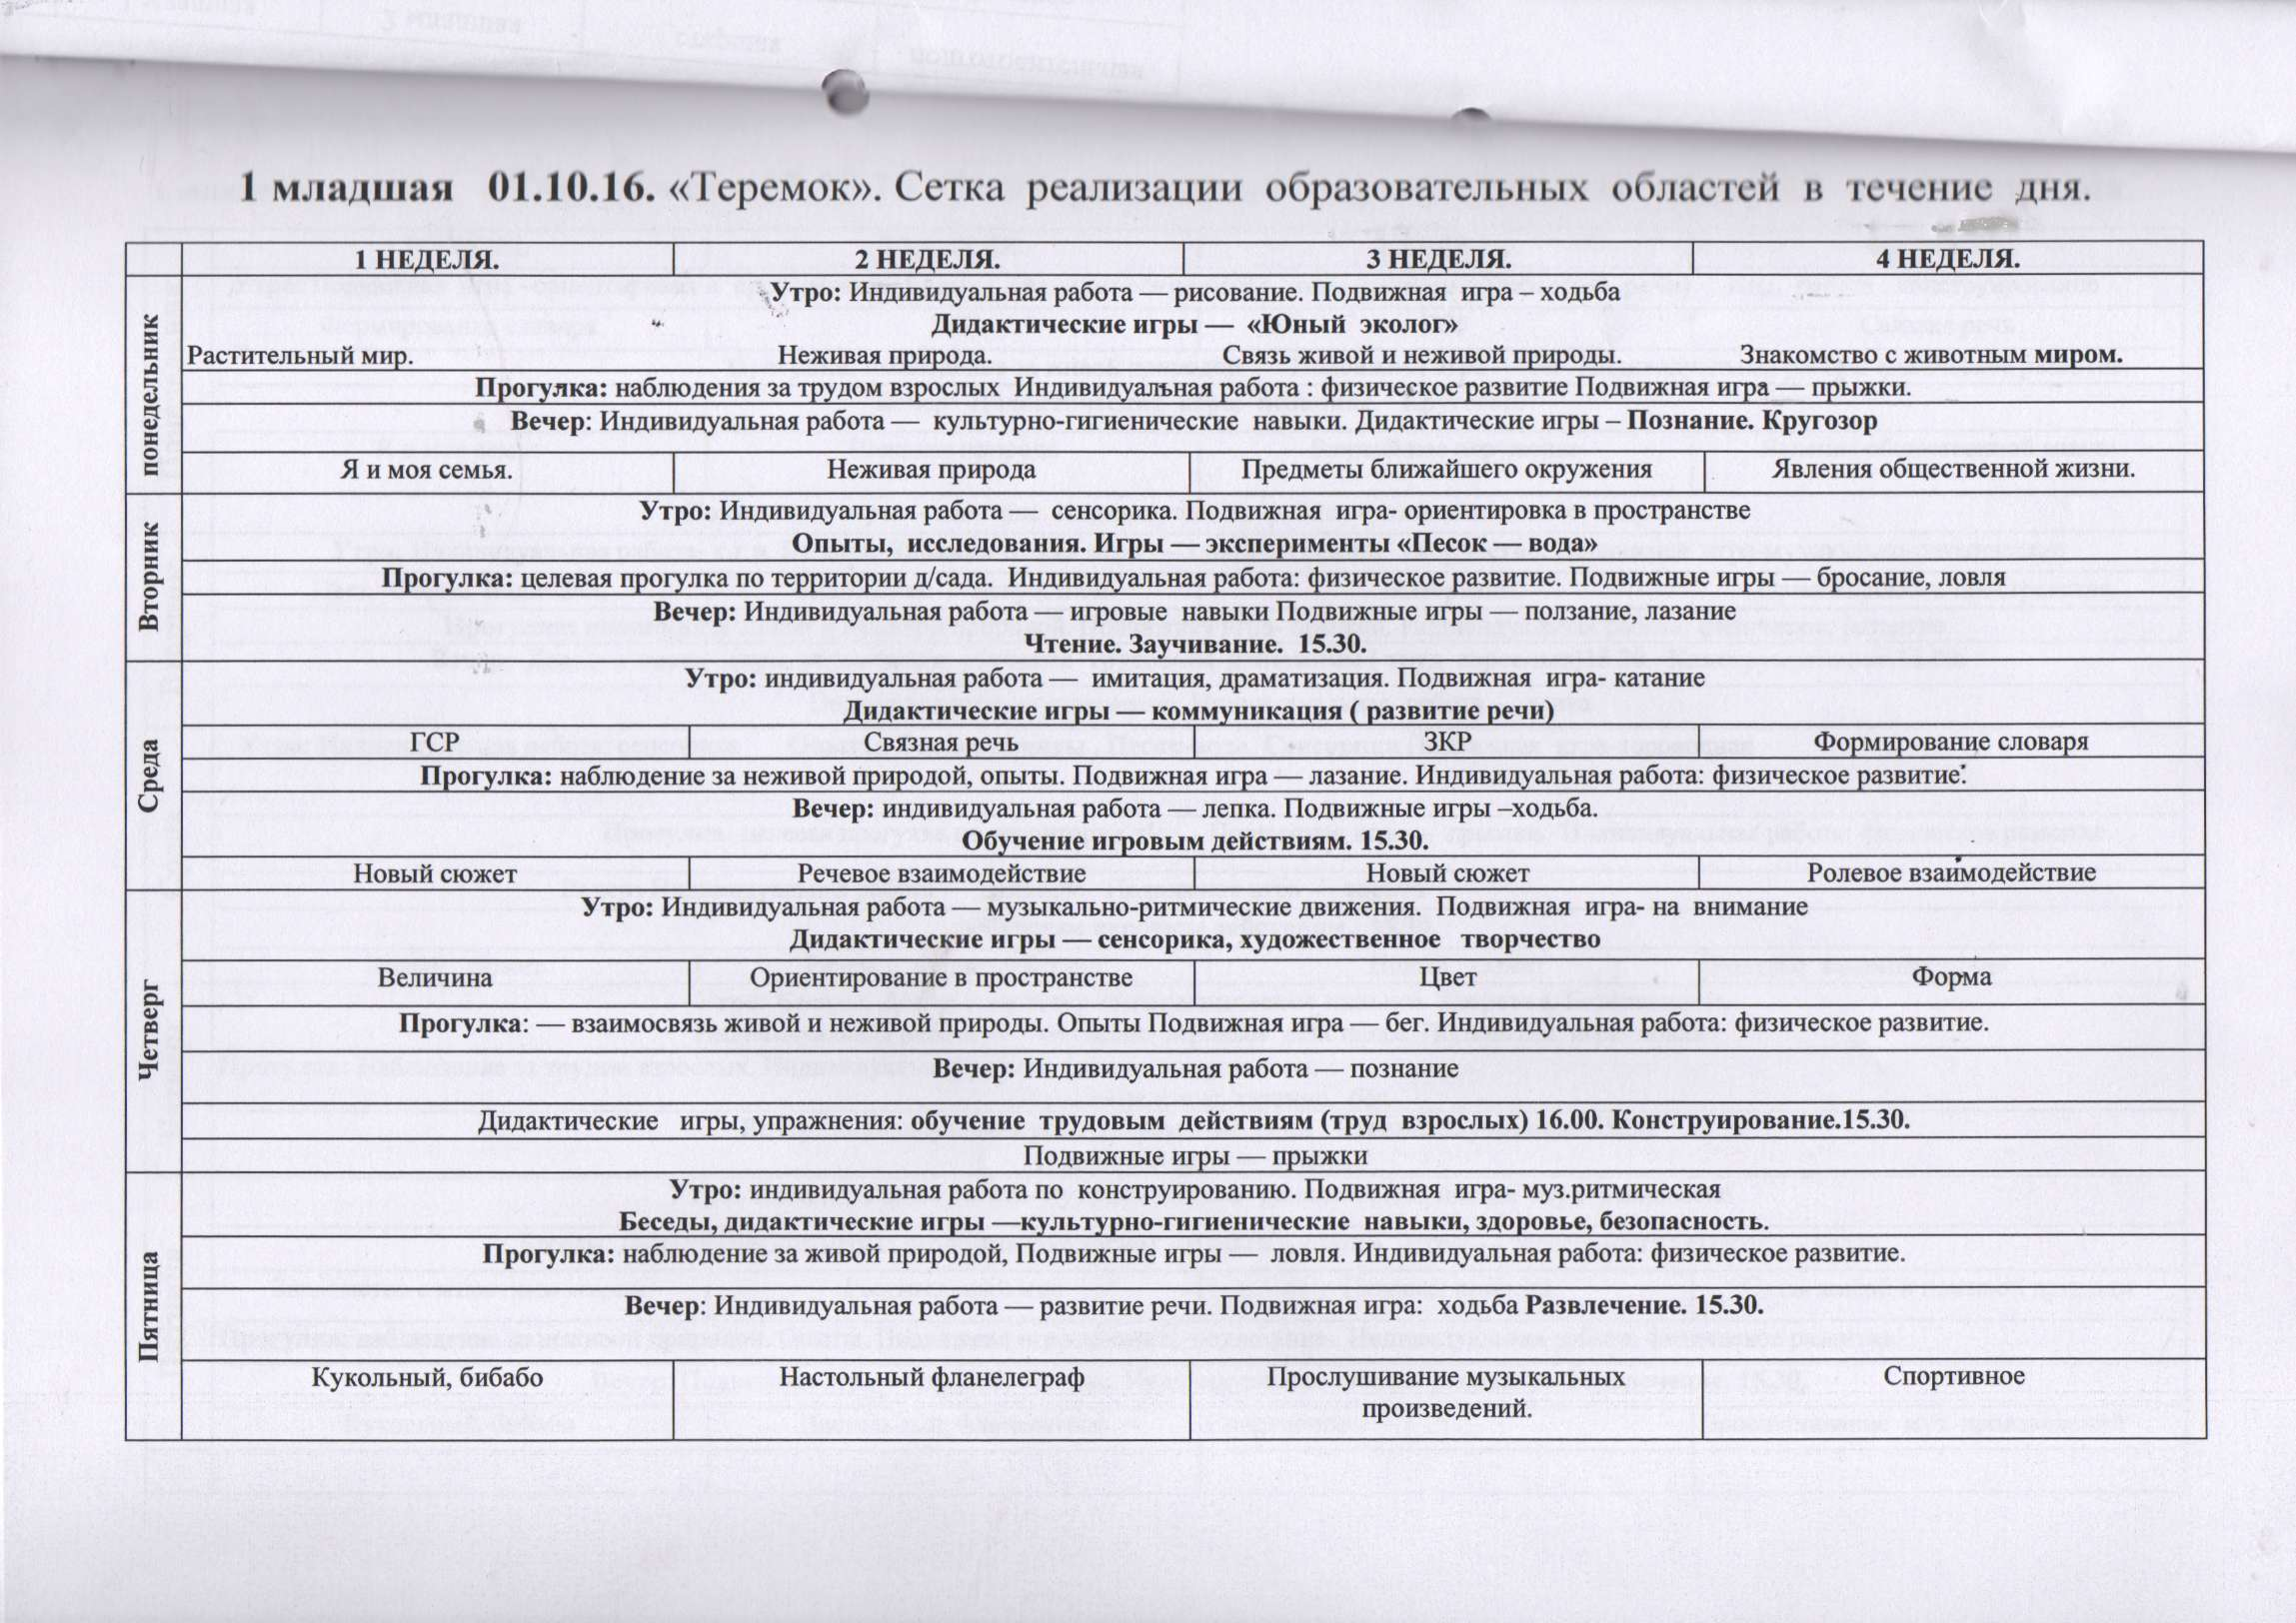 1 младшая 01.10.16. «Теремок». Сетка реализации образовательных областей в течение дня.
1 НЕДЕЛЯ. 2 НЕДЕЛЯ. 3 НЕДЕЛЯ. 4 НЕДЕЛЯ.
понедельник
Утро: Индивидуальная работа — рисование. Подвижная игра – ходьба
Дидактические игры — «Юный эколог»
Растительный мир. Неживая природа. Связь живой и неживой природы. Знакомство с животным миром.
Прогулка: наблюдения за трудом взрослых Индивидуальная работа : физическое развитие Подвижная игра — прыжки.
Вечер: Индивидуальная работа — культурно-гигиенические навыки. Дидактические игры – Познание. Кругозор
Я и моя семья. Неживая природа Предметы ближайшего окружения Явления общественной жизни.
Вторник
Утро: Индивидуальная работа — сенсорика. Подвижная игра- ориентировка в пространстве
Опыты, исследования. Игры — эксперименты «Песок — вода»
Прогулка: целевая прогулка по территории д/сада. Индивидуальная работа: физическое развитие. Подвижные игры — бросание, ловля
Вечер: Индивидуальная работа — игровые навыки Подвижные игры — ползание, лазание
Чтение. Заучивание. 15.30.
Среда
Утро: индивидуальная работа — имитация, драматизация. Подвижная игра- катание
Дидактические игры — коммуникация ( развитие речи)
ГСР Связная речь ЗКР Формирование словаря
Прогулка: наблюдение за неживой природой, опыты. Подвижная игра — лазание. Индивидуальная работа: физическое развитие.
Вечер: индивидуальная работа — лепка. Подвижные игры –ходьба.
Обучение игровым действиям. 15.30.
Новый сюжет Речевое взаимодействие Новый сюжет Ролевое взаимодействие
Четверг
Утро: Индивидуальная работа — музыкально-ритмические движения. Подвижная игра- на внимание
Дидактические игры — сенсорика, художественное творчество
Величина Ориентирование в пространстве Цвет Форма
Прогулка: — взаимосвязь живой и неживой природы. Опыты Подвижная игра — бег. Индивидуальная работа: физическое развитие.
Вечер: Индивидуальная работа — познание
Дидактические игры, упражнения: обучение трудовым действиям (труд взрослых) 16.00. Конструирование.15.30.
Подвижные игры — прыжки
Пятница
Утро: индивидуальная работа по конструированию. Подвижная игра- муз.ритмическая
Беседы, дидактические игры —культурно-гигиенические навыки, здоровье, безопасность.
Прогулка: наблюдение за живой природой, Подвижные игры — ловля. Индивидуальная работа: физическое развитие.
Вечер: Индивидуальная работа — развитие речи. Подвижная игра: ходьба Развлечение. 15.30.
Кукольный, бибабо Настольный фланелеграф Прослушивание музыкальных Спортивное
произведений.